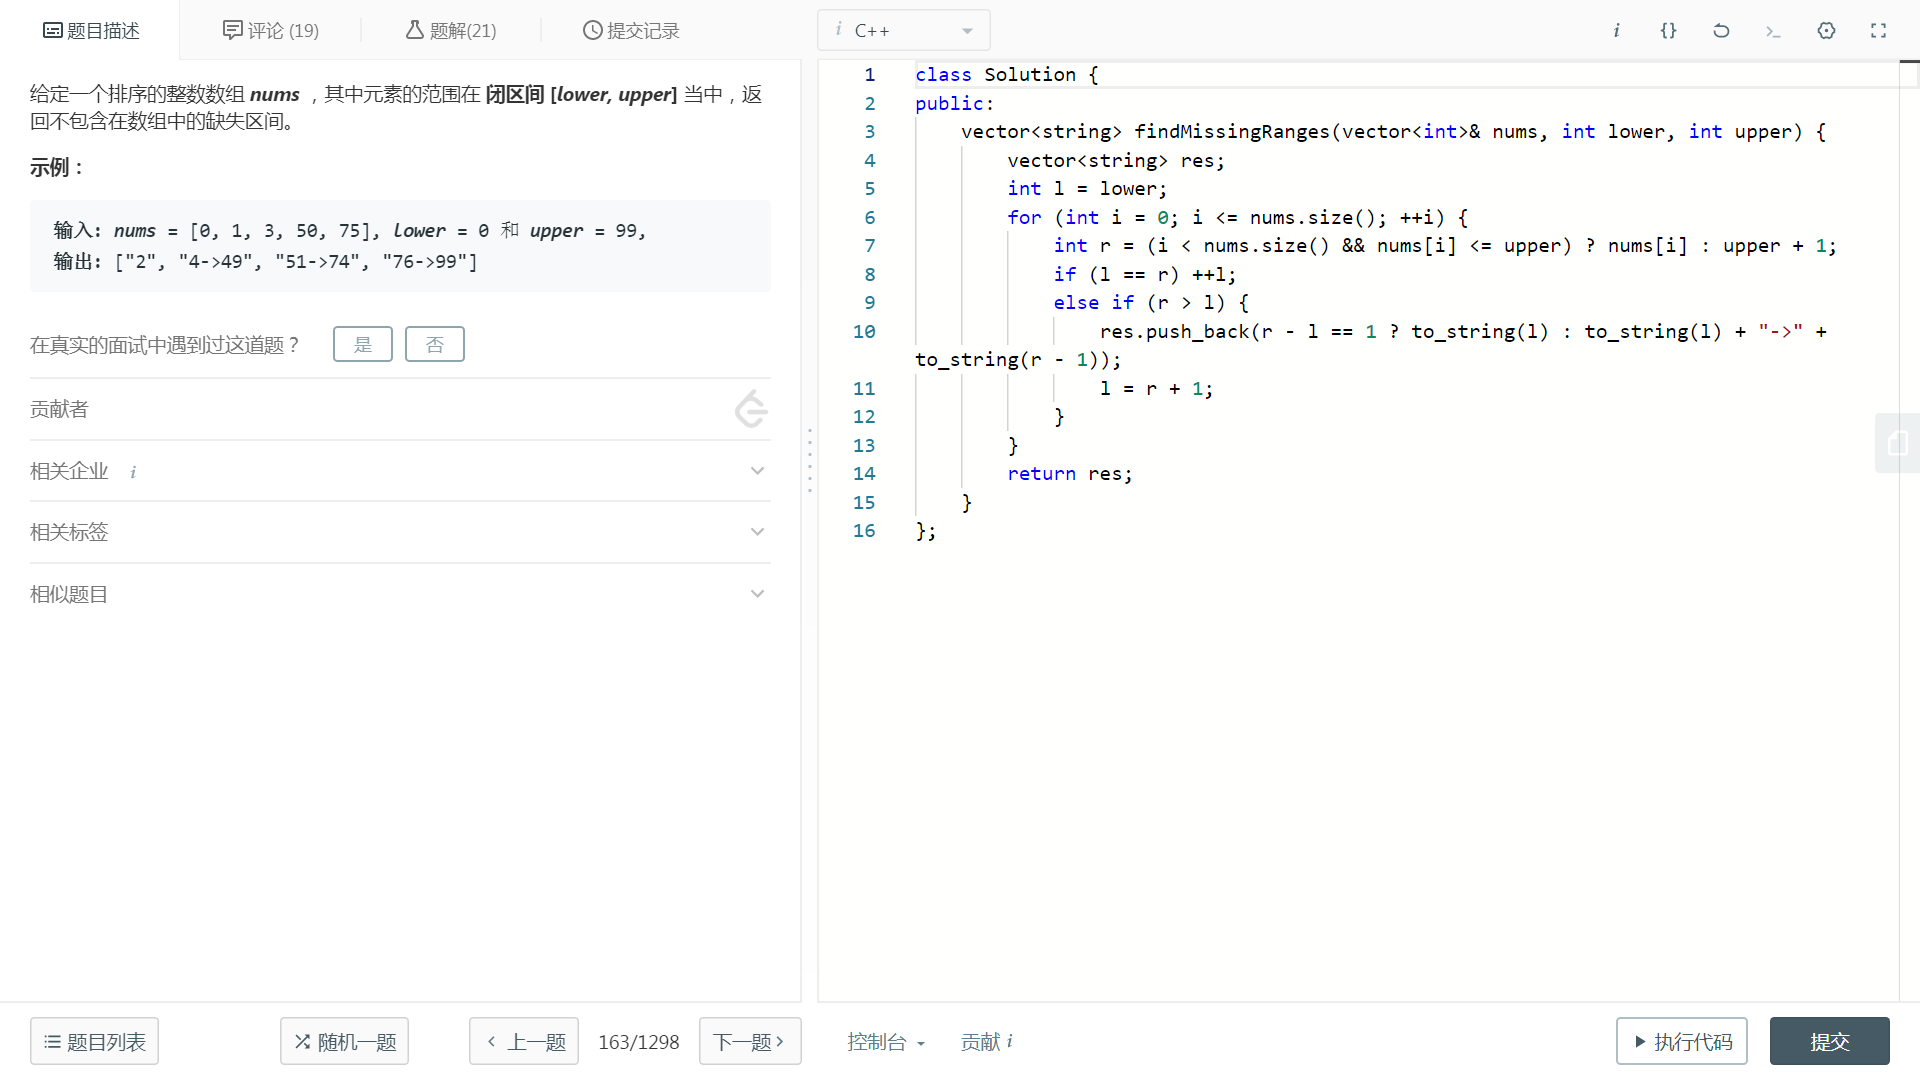 题目描述
评论 (19)
题解(21)
提交记录
i C++
i {} >_
给定一个排序的整数数组 nums ，其中元素的范围在 闭区间 [lower, upper] 当中，返
回不包含在数组中的缺失区间。
示例：
输入: nums = [0, 1, 3, 50, 75], lower = 0 和 upper = 99,
输出: ["2", "4->49", "51->74", "76->99"]
在真实的面试中遇到过这道题？ 是 否
贡献者
相关企业 i
相关标签
相似题目
1 class Solution {
2 public:
3 vector<string> findMissingRanges(vector<int>& nums, int lower, int upper) {
4 vector<string> res;
5 int l = lower;
6 for (int i = 0; i <= nums.size(); ++i) {
7 int r = (i < nums.size() && nums[i] <= upper) ? nums[i] : upper + 1;
8 if (l == r) ++l;
9 else if (r > l) {
10 res.push_back(r - l == 1 ? to_string(l) : to_string(l) + "->" +
to_string(r - 1));
11 l = r + 1;
12 }
13 }
14 return res;
15 }
16 };
题目列表
随机一题
上一题
163/1298
下一题
控制台
贡献 i
执行代码
提交